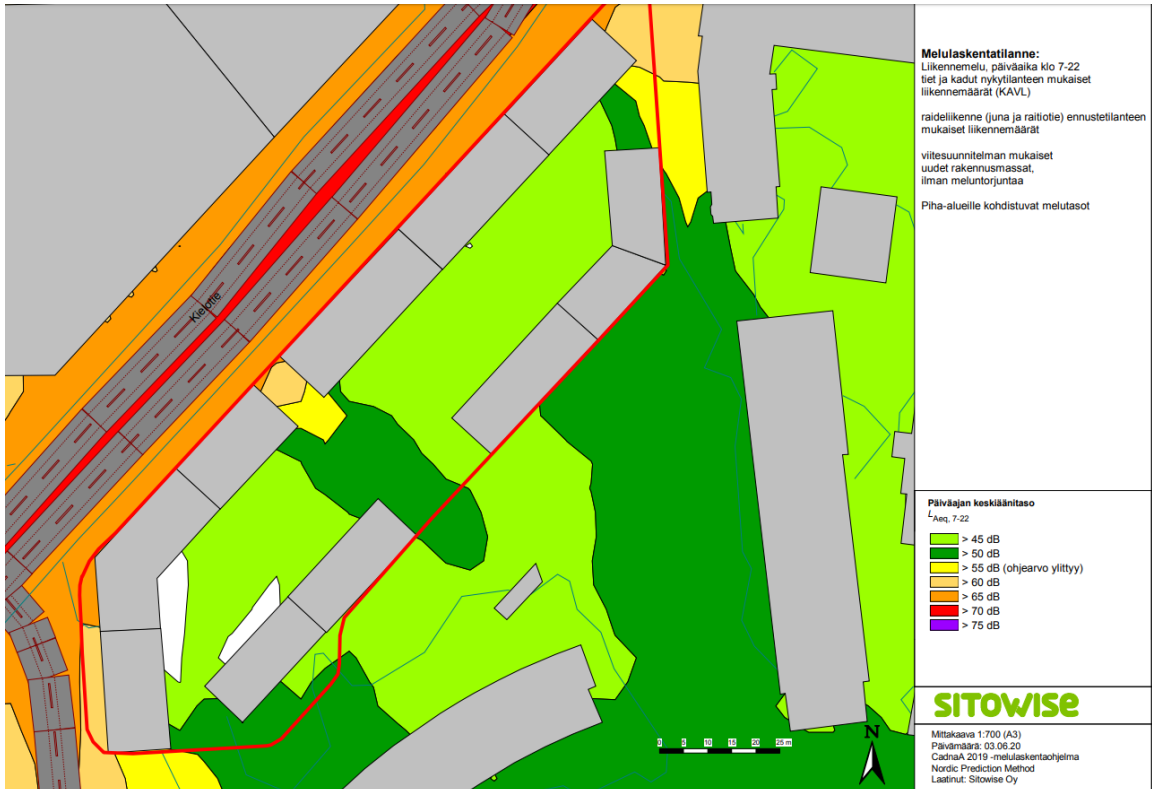 Melulaskentatilanne:
Liikennemelu, päiväaika klo 7-22
tiet ja kadut nykytilanteen mukaiset
liikennemäärät (KAVL)
raideliikenne (juna ja raitiotie) ennustetilanteen
mukaiset liikennemäärät
viitesuunnitelman mukaiset
uudet rakennusmassat,
ilman meluntorjuntaa
Piha-alueille kohdistuvat melutasot
Kielotie
Päiväajan keskiäänitaso
LAeq, 7-22
> 45 dB
> 50 dB
> 55 dB (ohjearvo ylittyy)
> 60 dB
> 65 dB
> 70 dB
> 75 dB
SITOWISE
0 5 10 15 20 25 m
N
Mittakaava 1:700 (A3)
Päivämäärä: 03.06.20
CadnaA 2019 -melulaskentaohjelma
Nordic Prediction Method
Laatinut: Sitowise Oy